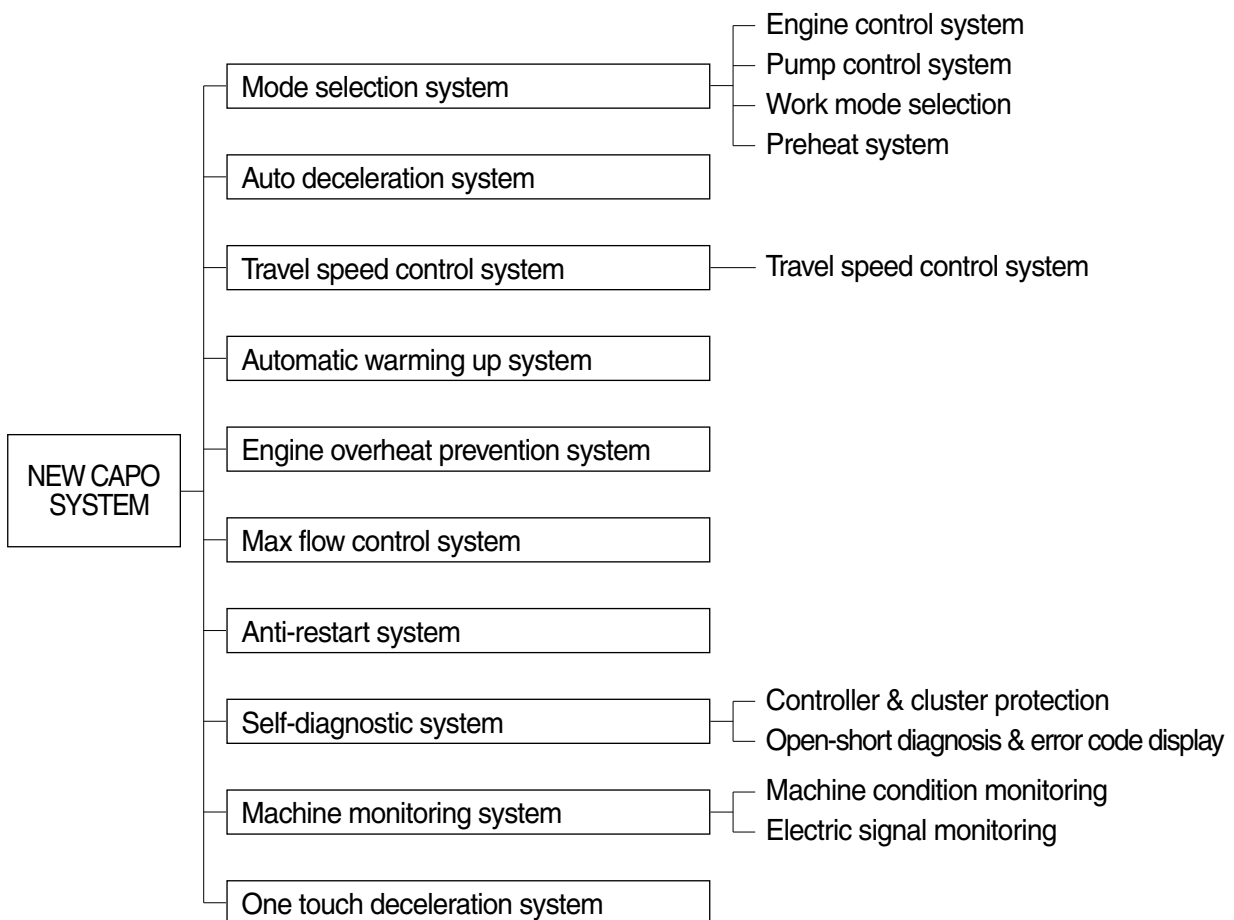 Engine control system
Pump control system
Mode selection system
Work mode selection
Preheat system
Auto deceleration system
Travel speed control system
Travel speed control system
Automatic warming up system
Engine overheat prevention system
NEW CAPO
SYSTEM
Max flow control system
Anti-restart system
Controller & cluster protection
Self-diagnostic system
Open-short diagnosis & error code display
Machine condition monitoring
Machine monitoring system
Electric signal monitoring
One touch deceleration system